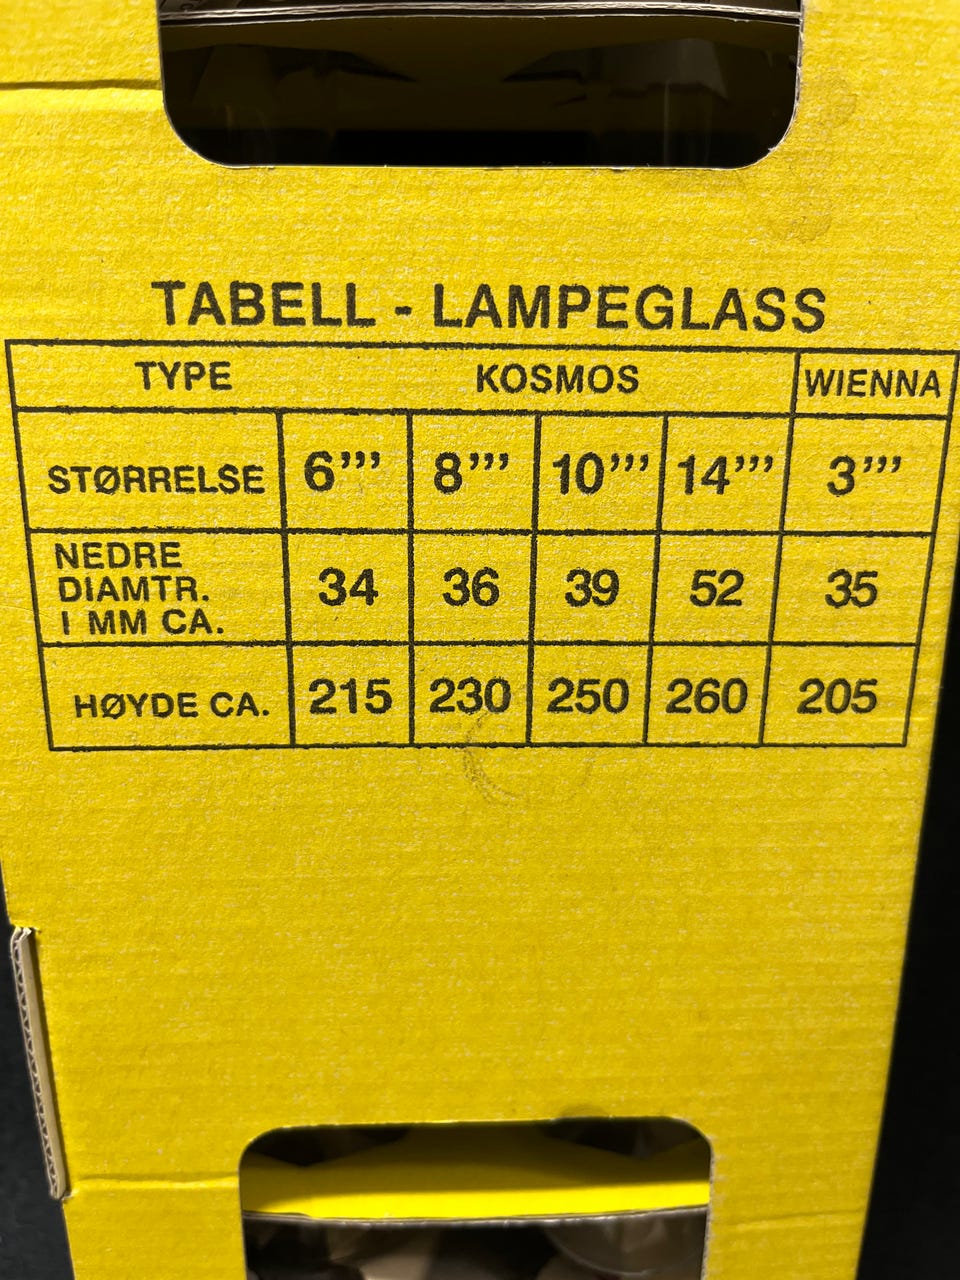 TABELL - LAMPEGLASS
TYPE KOSMOS WIENNA
STØRRELSE 6’’’ 8’’’ 10’’’ 14’’’ 3’’’
NEDRE
DIAMTR.
I MM CA. 34 36 39 52 35
HØYDE CA. 215 230 250 260 205